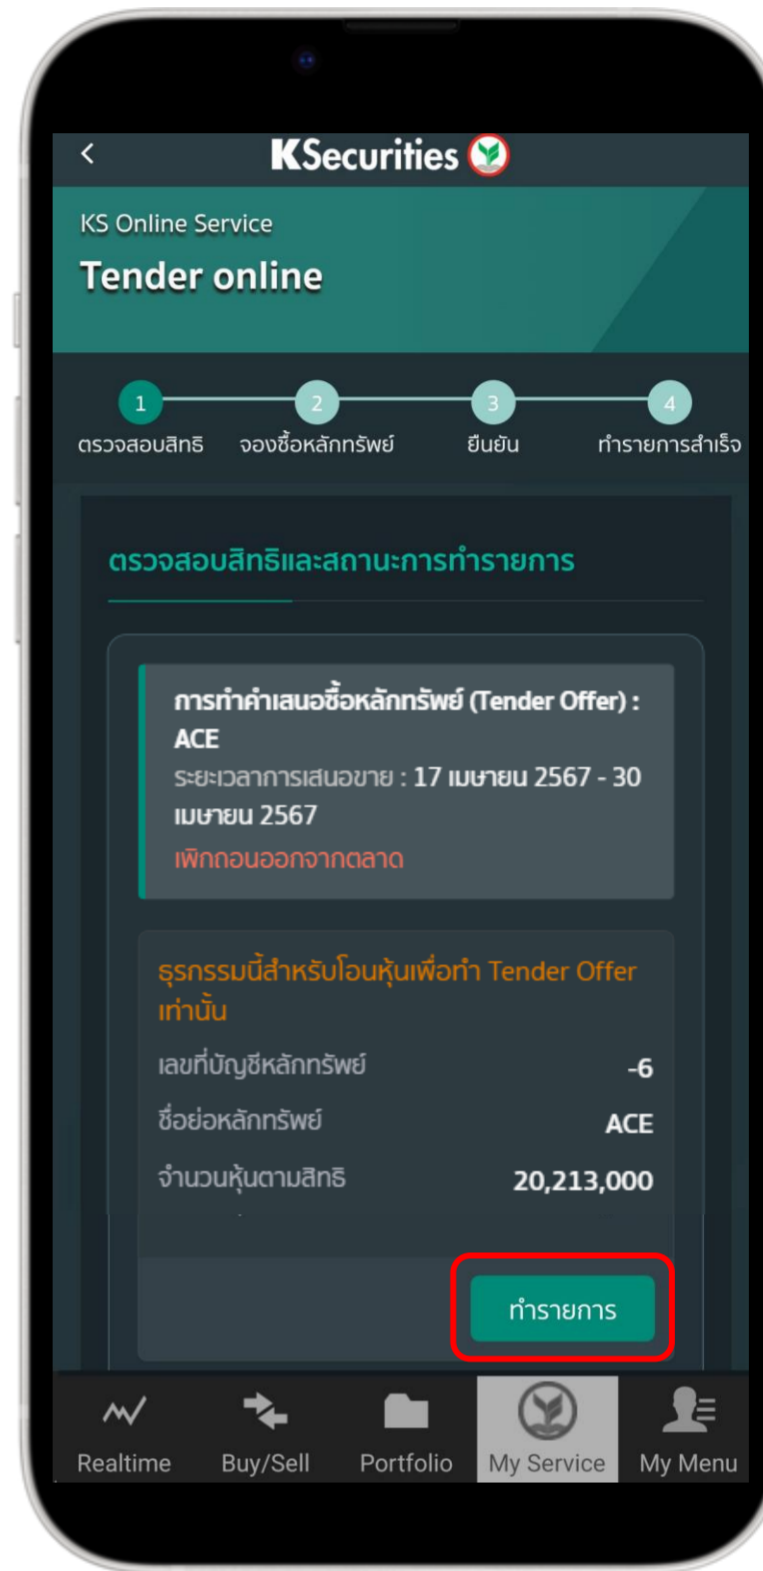 KSecurities
KS Online Service
Tender online
1
2
3
4
ตรวจสอบสิทธิ
จองซื้อหลักทรัพย์
ยืนยัน
ทำรายการสำเร็จ
ตรวจสอบสิทธิและสถานะการทำรายการ
การทำคำเสนอซื้อหลักทรัพย์ (Tender Offer) :
ACE
ระยะเวลาการเสนอขาย : 17 เมษายน 2567 - 30
เมษายน 2567
เพิกถอนออกจากตลาด
ธุรกรรมนี้สำหรับโอนหุ้นเพื่อทำ Tender Offer
เท่านั้น
เลขที่บัญชีหลักทรัพย์ -6
ชื่อย่อหลักทรัพย์ ACE
จำนวนหุ้นตามสิทธิ 20,213,000
ทำรายการ
Realtime
Buy/Sell
Portfolio
My Service
My Menu